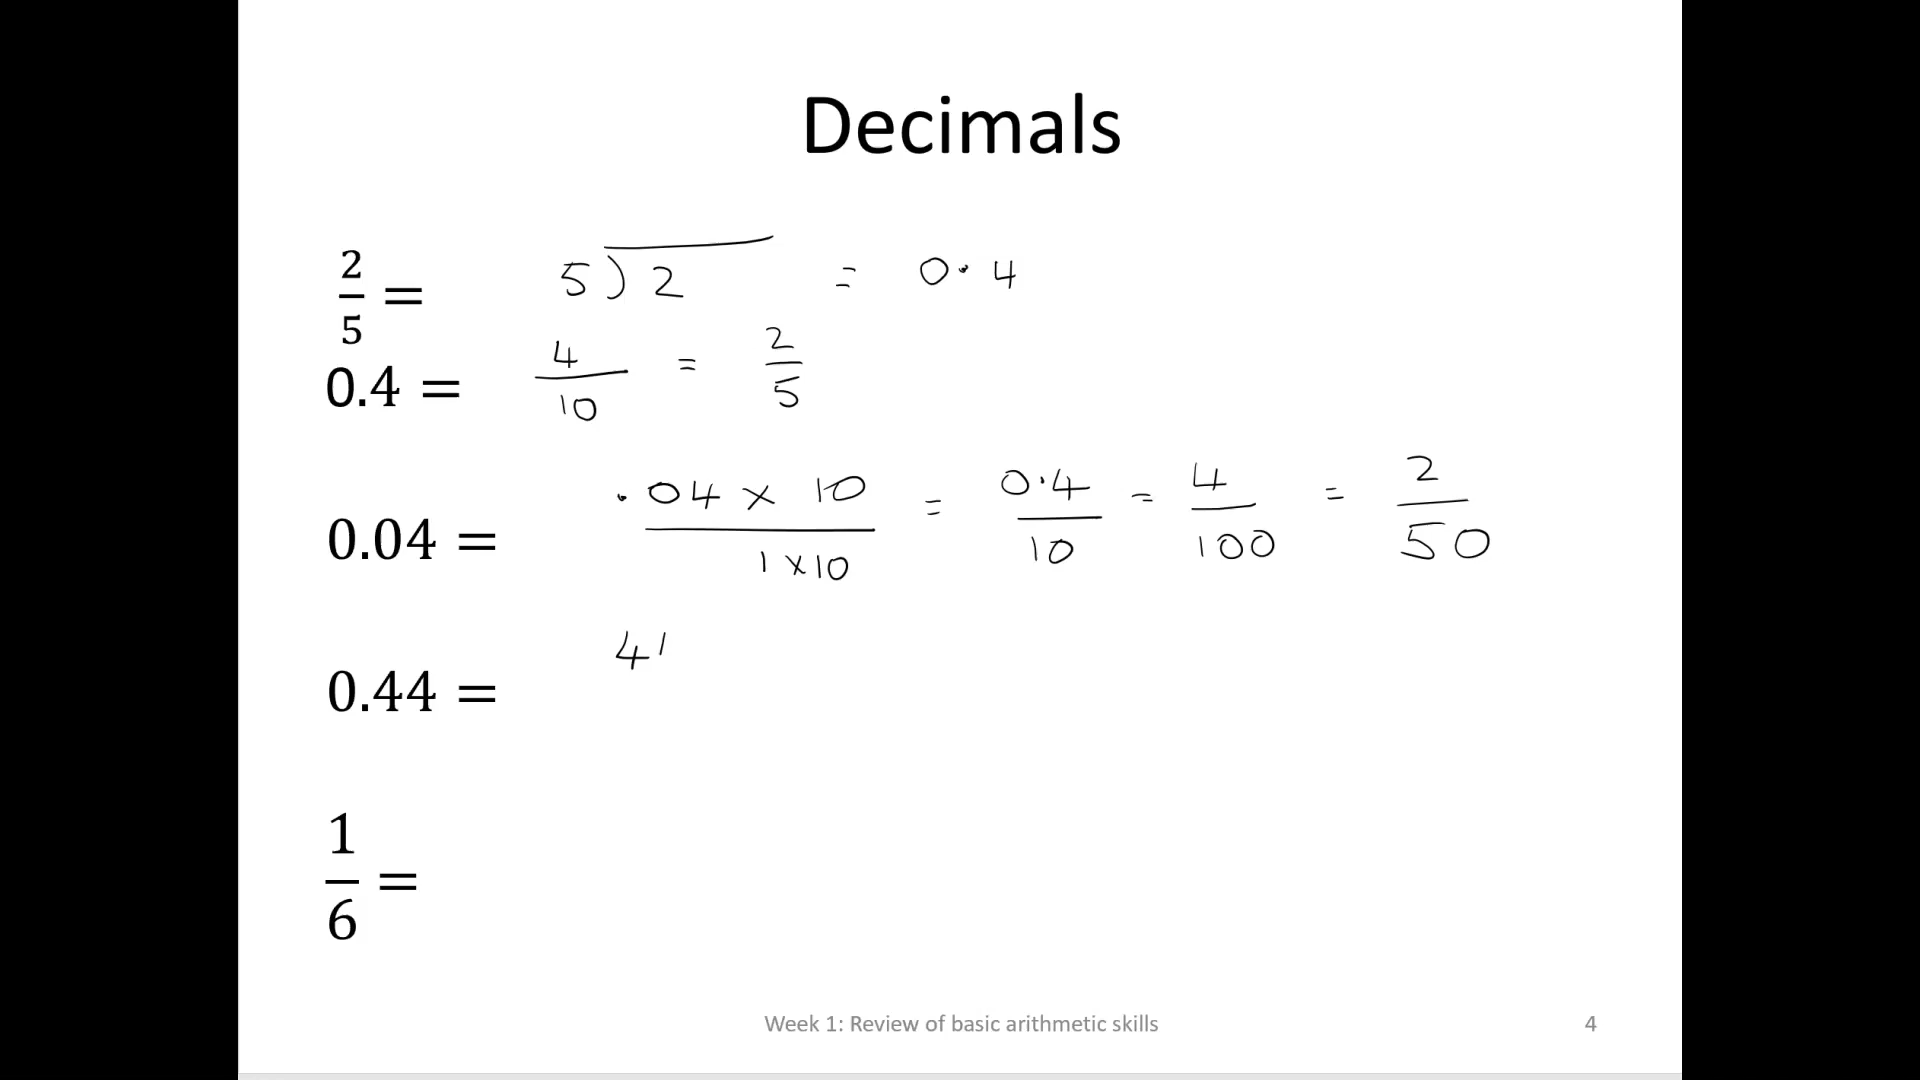 Decimals
2/5 = 5)2 = 0.4
0.4 = 4/10 = 2/5
0.04 = .04 × 10 / 1×10 = 0.4/10 = 4/100 = 2/50
0.44 = 4
1/6 =
Week 1: Review of basic arithmetic skills 4